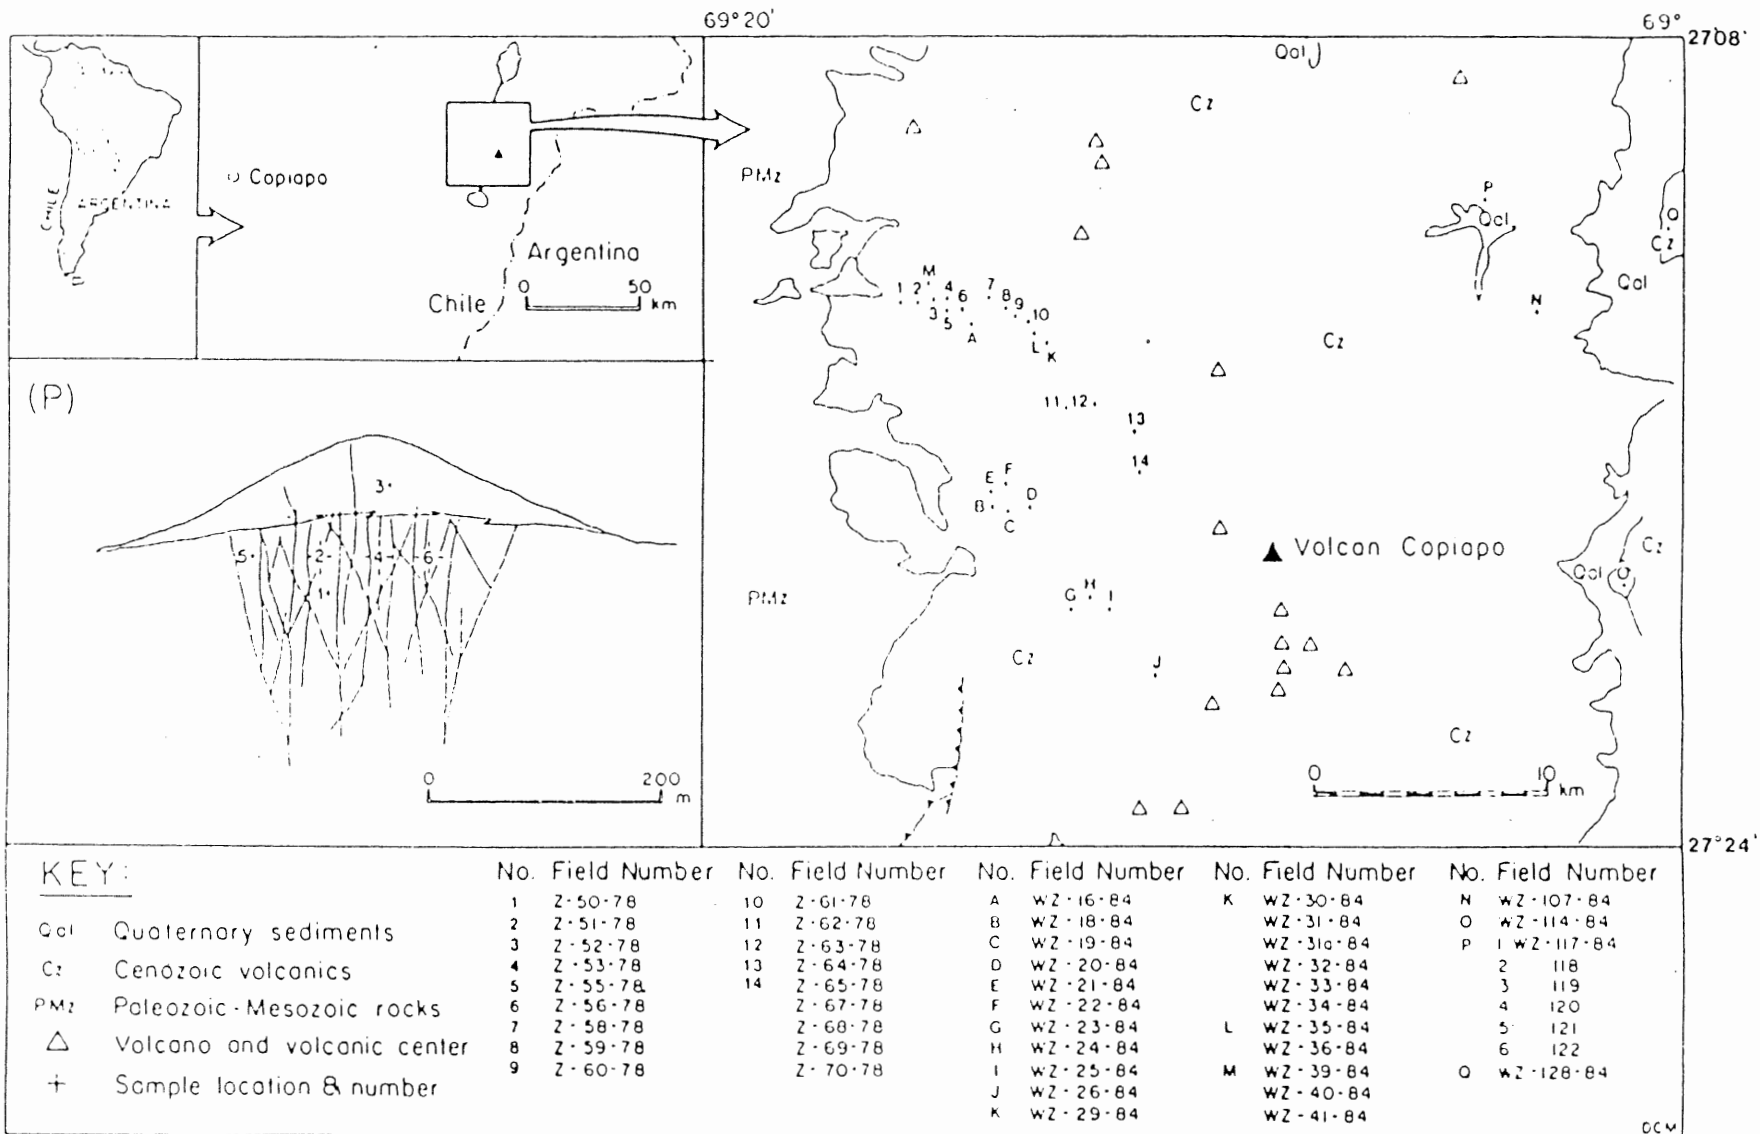 69°20'
69°
27°08'
CHILE
ARGENTINA
Copiapo
Argentina
Chile
0 50
km
(P)
3
5 2 4 6
1
0 200
m
Qal
Cz
PMz
P
Qal
O
Cz
Qal
M
1 2 4 6 7 8 9 10
3 5
A
L
K
N
Cz
11 12
13
14
E F
B D
C
Volcan Copiapo
Cz
Qal
PMz
G H I
Cz
J
Cz
0 10
km
27°24'
KEY:
Qal Quaternary sediments
Cz Cenozoic volcanics
PMz Paleozoic-Mesozoic rocks
Volcano and volcanic center
Sample location & number
No. Field Number
1 Z-50-78
2 Z-51-78
3 Z-52-78
4 Z-53-78
5 Z-55-78
6 Z-56-78
7 Z-58-78
8 Z-59-78
9 Z-60-78
No. Field Number
10 Z-61-78
11 Z-62-78
12 Z-63-78
13 Z-64-78
14 Z-65-78
Z-67-78
Z-68-78
Z-69-78
Z-70-78
No. Field Number
A WZ-16-84
B WZ-18-84
C WZ-19-84
D WZ-20-84
E WZ-21-84
F WZ-22-84
G WZ-23-84
H WZ-24-84
I WZ-25-84
J WZ-26-84
K WZ-29-84
No. Field Number
K WZ-30-84
WZ-31-84
WZ-31a-84
WZ-32-84
WZ-33-84
WZ-34-84
L WZ-35-84
WZ-36-84
M WZ-39-84
WZ-40-84
WZ-41-84
No. Field Number
N WZ-107-84
O WZ-114-84
P 1 WZ-117-84
2 118
3 119
4 120
5 121
6 122
Q WZ-128-84
DCM